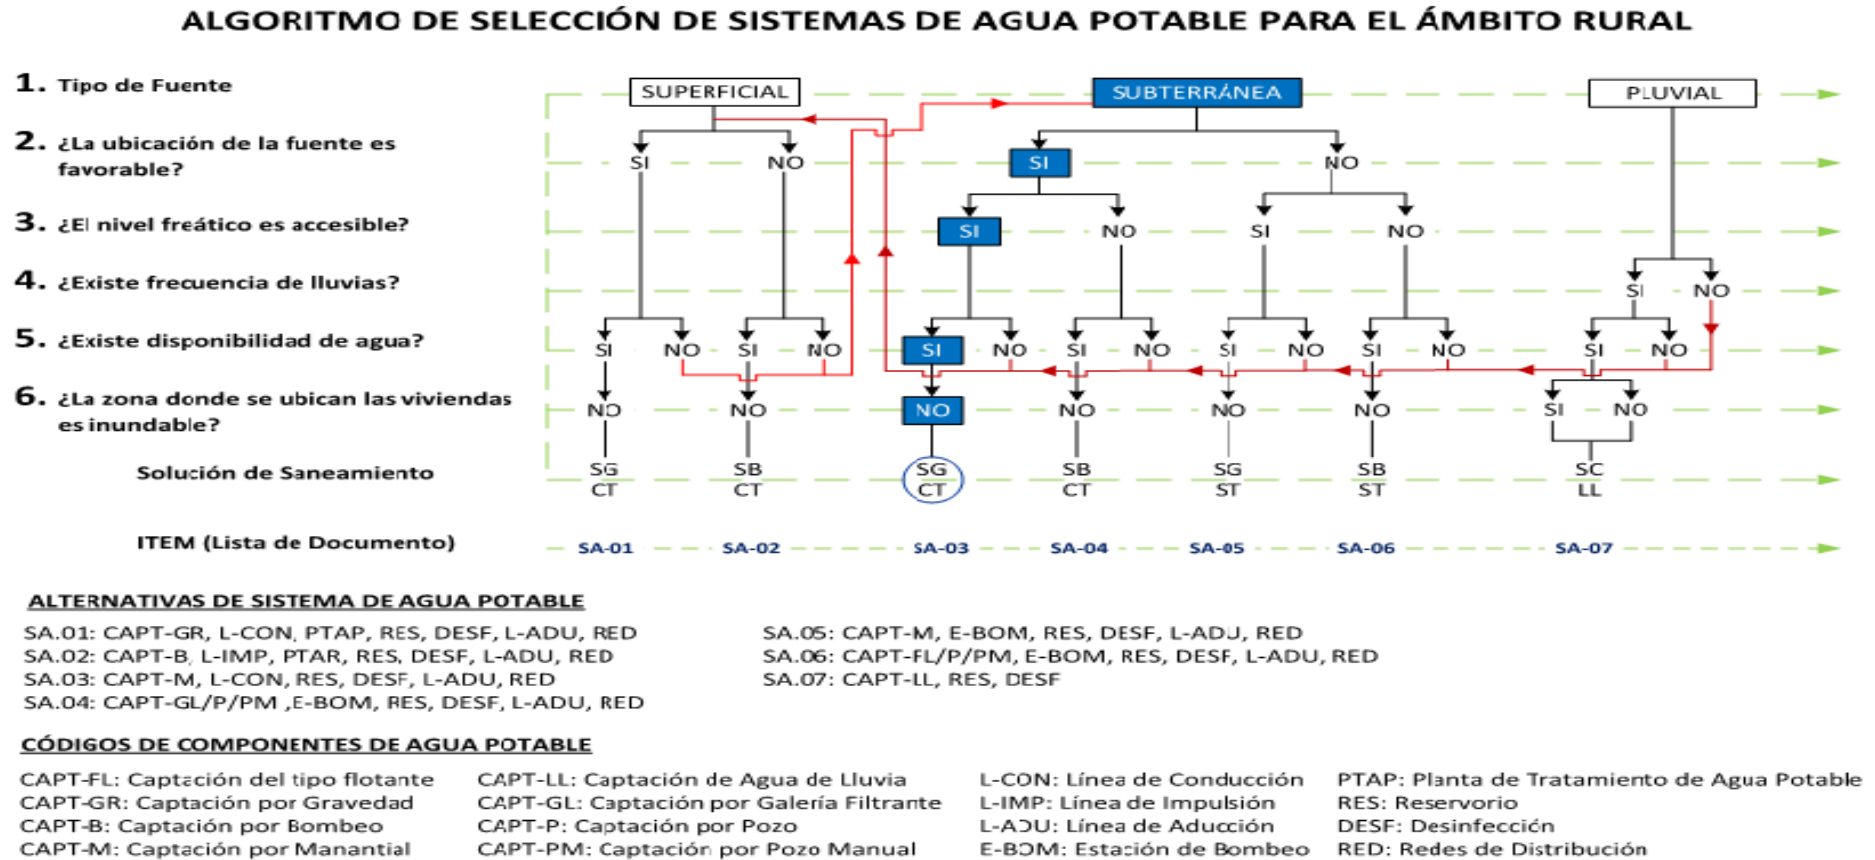 ALGORITMO DE SELECCIÓN DE SISTEMAS DE AGUA POTABLE PARA EL ÁMBITO RURAL
1. Tipo de Fuente
SUPERFICIAL SUBTERRÁNEA PLUVIAL
2. ¿La ubicación de la fuente es
favorable?
SI NO SI NO
3. ¿El nivel freático es accesible?
SI NO SI NO
4. ¿Existe frecuencia de lluvias?
SI NO
5. ¿Existe disponibilidad de agua?
SI NO SI NO SI NO SI NO SI NO SI NO SI NO
6. ¿La zona donde se ubican las viviendas
es inundable?
NO NO NO NO NO NO SI NO
Solución de Saneamiento
SG SB SG SB SG SB SC
CT CT CT CT ST ST LL
ITEM (Lista de Documento)
SA-01 SA-02 SA-03 SA-04 SA-05 SA-06 SA-07
ALTERNATIVAS DE SISTEMA DE AGUA POTABLE
SA.01: CAPT-GR, L-CON, PTAP, RES, DESF, L-ADU, RED
SA.02: CAPT-B, L-IMP, PTAR, RES, DESF, L-ADU, RED
SA.03: CAPT-M, L-CON, RES, DESF, L-ADU, RED
SA.04: CAPT-GL/P/PM ,E-BOM, RES, DESF, L-ADU, RED
SA.05: CAPT-M, E-BOM, RES, DESF, L-ADU, RED
SA.06: CAPT-FL/P/PM, E-BOM, RES, DESF, L-ADU, RED
SA.07: CAPT-LL, RES, DESF
CÓDIGOS DE COMPONENTES DE AGUA POTABLE
CAPT-FL: Captación del tipo flotante
CAPT-GR: Captación por Gravedad
CAPT-B: Captación por Bombeo
CAPT-M: Captación por Manantial
CAPT-LL: Captación de Agua de Lluvia
CAPT-GL: Captación por Galería Filtrante
CAPT-P: Captación por Pozo
CAPT-PM: Captación por Pozo Manual
L-CON: Línea de Conducción
L-IMP: Línea de Impulsión
L-ADU: Línea de Aducción
E-BOM: Estación de Bombeo
PTAP: Planta de Tratamiento de Agua Potable
RES: Reservorio
DESF: Desinfección
RED: Redes de Distribución